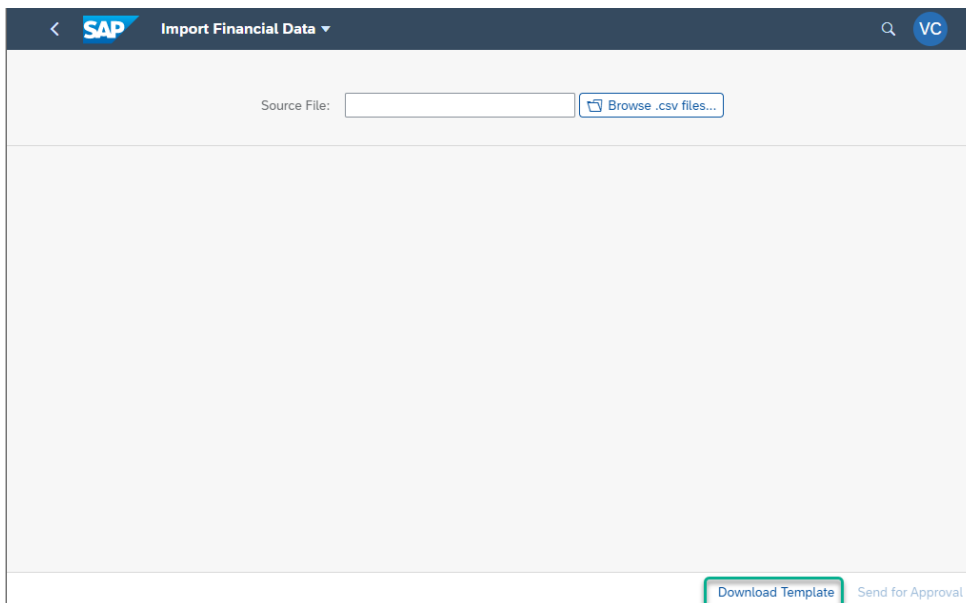 SAP Import Financial Data VC
Source File: Browse .csv files...
Download Template Send for Approval